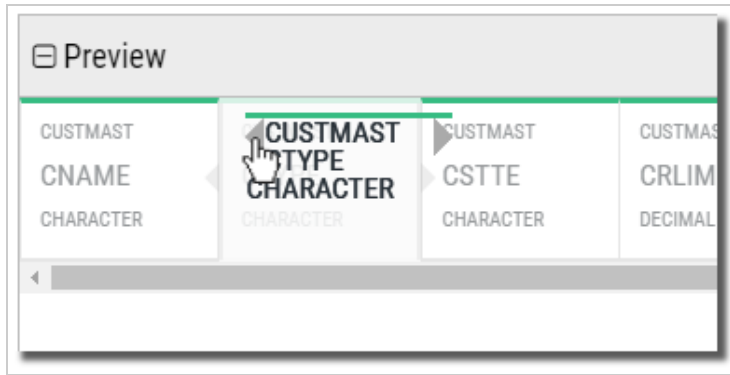 Preview
CUSTMAST
CNAME
CHARACTER
CUSTMAST
TYPE
CHARACTER
CHARACTER
CUSTMAST
CSTTE
CHARACTER
CUSTMAS
CRLIM
DECIMAL